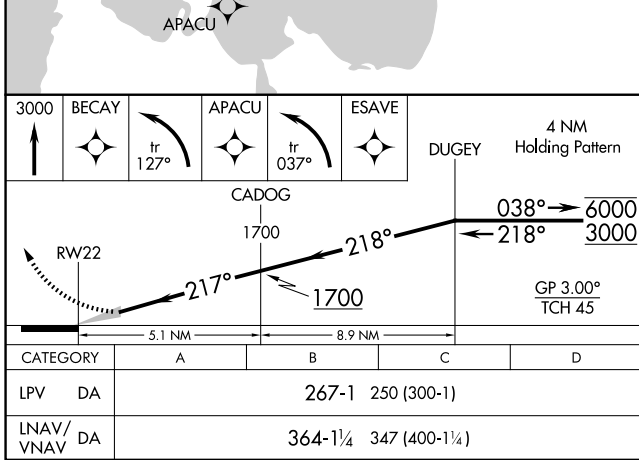 APACU
3000 BECAY tr 127° APACU tr 037° ESAVE
4 NM
Holding Pattern
DUGEY
CADOG
1700
038° 6000
218° 3000
218°
RW22
217°
1700
GP 3.00°
TCH 45
5.1 NM 8.9 NM
CATEGORY A B C D
LPV DA 267-1 250 (300-1)
LNAV/
VNAV DA 364-1¼ 347 (400-1¼)